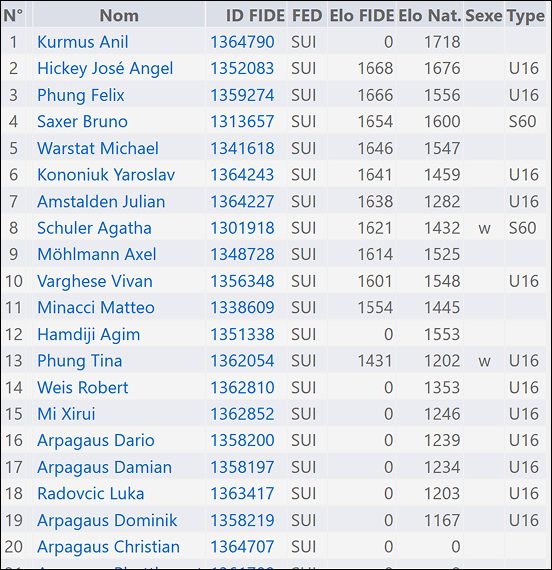 N° Nom ID FIDE FED Elo FIDE Elo Nat. Sexe Type
1 Kurmus Anil 1364790 SUI 0 1718
2 Hickey José Angel 1352083 SUI 1668 1676 U16
3 Phung Felix 1359274 SUI 1666 1556 U16
4 Saxer Bruno 1313657 SUI 1654 1600 S60
5 Warstat Michael 1341618 SUI 1646 1547
6 Kononiuk Yaroslav 1364243 SUI 1641 1459 U16
7 Amstalden Julian 1364227 SUI 1638 1282 U16
8 Schuler Agatha 1301918 SUI 1621 1432 w S60
9 Möhlmann Axel 1348728 SUI 1614 1525
10 Varghese Vivan 1356348 SUI 1601 1548 U16
11 Minacci Matteo 1338609 SUI 1554 1445
12 Hamdiji Agim 1351338 SUI 0 1553
13 Phung Tina 1362054 SUI 1431 1202 w U16
14 Weis Robert 1362810 SUI 0 1353 U16
15 Mi Xirui 1362852 SUI 0 1246 U16
16 Arpagaus Dario 1358200 SUI 0 1239 U16
17 Arpagaus Damian 1358197 SUI 0 1234 U16
18 Radovcic Luka 1363417 SUI 0 1203 U16
19 Arpagaus Dominik 1358219 SUI 0 1167 U16
20 Arpagaus Christian 1364707 SUI 0 0